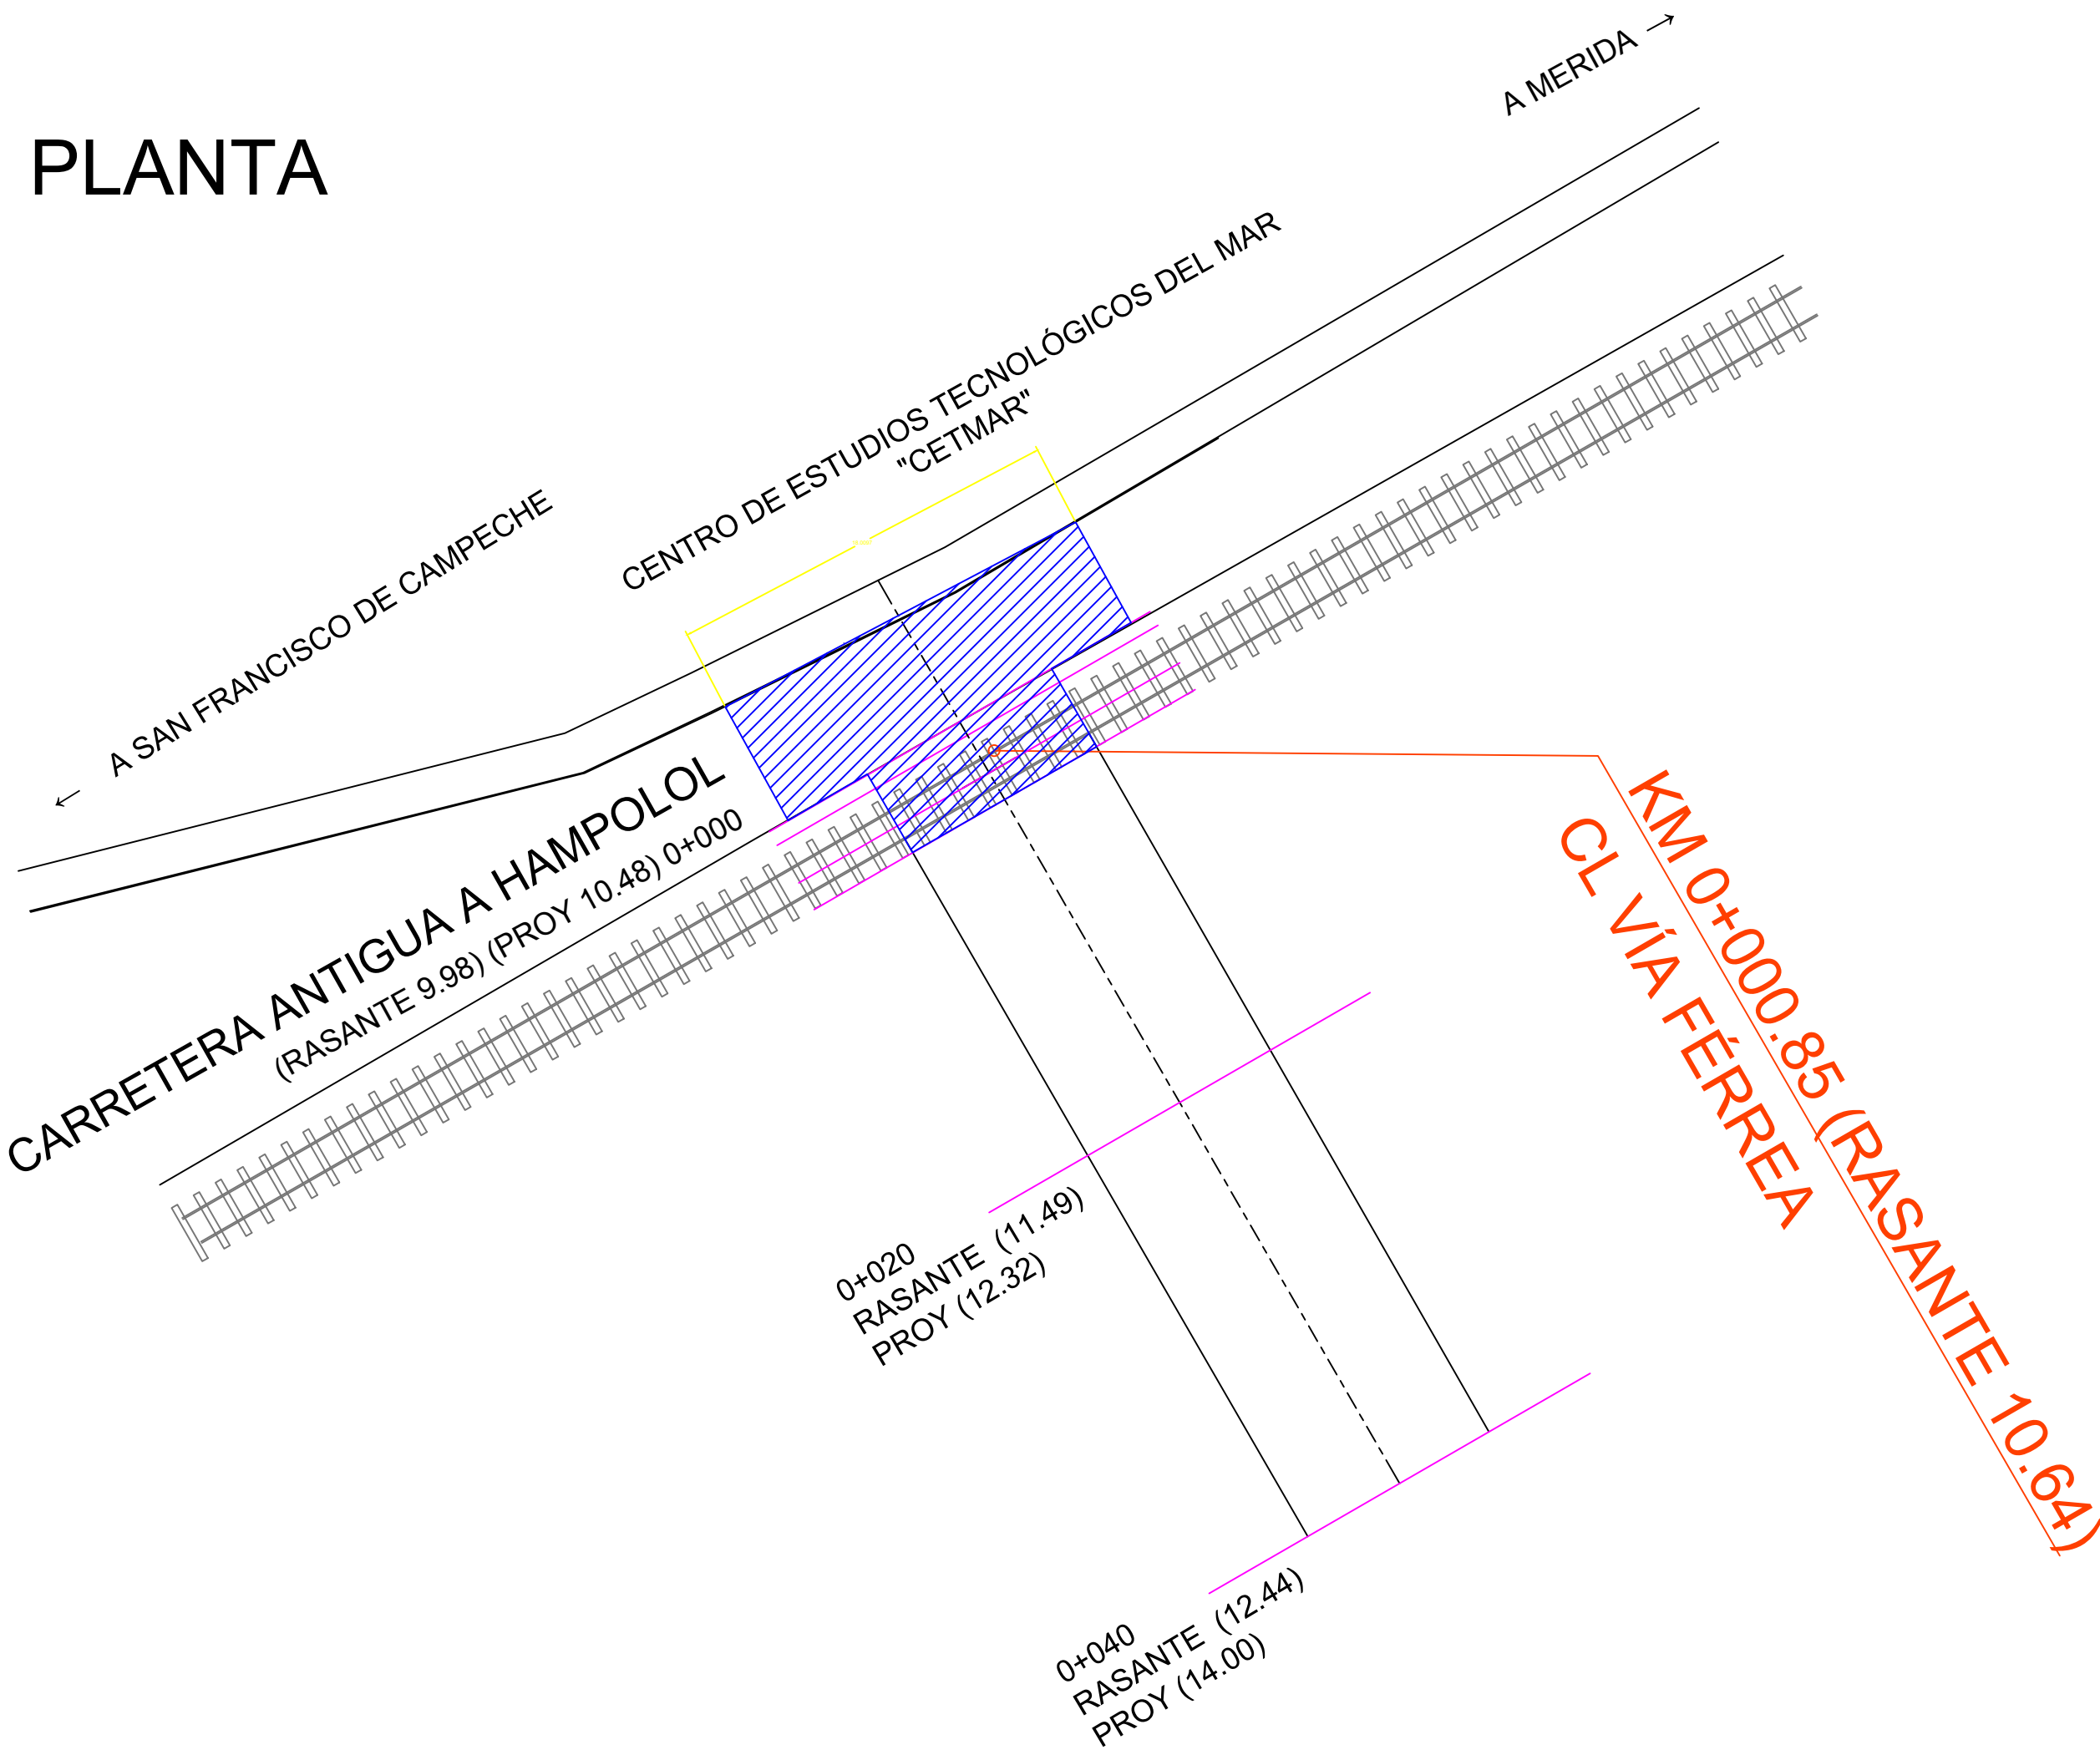 PLANTA
A MERIDA →
CENTRO DE ESTUDIOS TECNOLÓGICOS DEL MAR
"CETMAR"
← A SAN FRANCISCO DE CAMPECHE
CARRETERA ANTIGUA A HAMPOLOL
(RASANTE 9.98) (PROY 10.48) 0+000
KM 0+000.85 (RASANTE 10.64)
CL VÍA FÉRREA
0+020
RASANTE (11.49)
PROY (12.32)
0+040
RASANTE (12.44)
PROY (14.00)